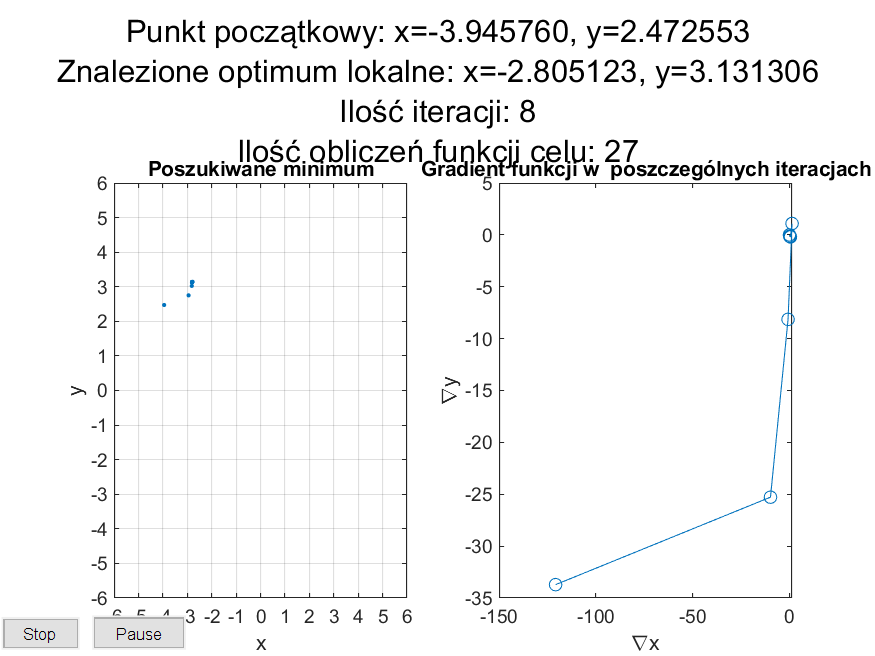 Punkt początkowy: x=-3.945760, y=2.472553
Znalezione optimum lokalne: x=-2.805123, y=3.131306
Ilość iteracji: 8
Ilość obliczeń funkcji celu: 27
Poszukiwane minimum
Gradient funkcji w poszczególnych iteracjach
6
5
4
3
2
1
0
-1
-2
-3
-4
-5
-6
y
3 -2 -1 0 1 2 3 4 5 6
x
5
0
-5
-10
-15
-20
-25
-30
-35
∇y
-150 -100 -50 0
∇x
Stop
Pause